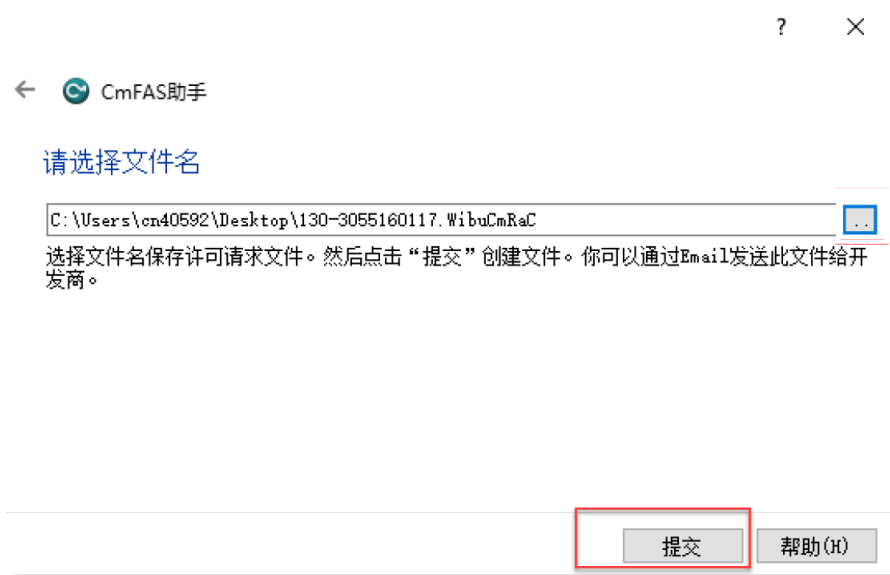 ?
CmFAS助手
请选择文件名
C:\Users\cn40592\Desktop\130-3055160117.WibuCmRaC
..
选择文件名保存许可请求文件。然后点击“提交”创建文件。你可以通过Email发送此文件给开
发商。
提交
帮助(H)